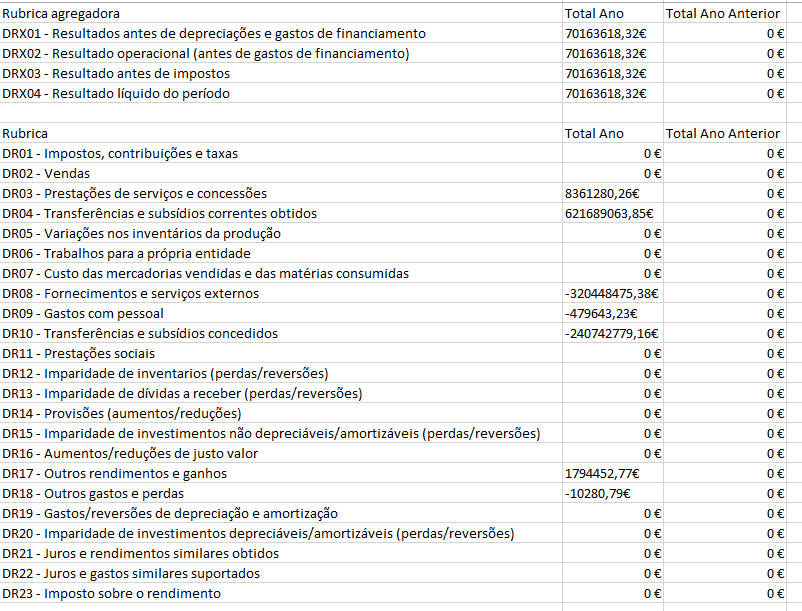 Rubrica agregadora Total Ano Total Ano Anterior
DRX01 - Resultados antes de depreciações e gastos de financiamento 70163618,32€ 0 €
DRX02 - Resultado operacional (antes de gastos de financiamento) 70163618,32€ 0 €
DRX03 - Resultado antes de impostos 70163618,32€ 0 €
DRX04 - Resultado líquido do período 70163618,32€ 0 €
Rubrica Total Ano Total Ano Anterior
DR01 - Impostos, contribuições e taxas 0 € 0 €
DR02 - Vendas 0 € 0 €
DR03 - Prestações de serviços e concessões 8361280,26€ 0 €
DR04 - Transferências e subsídios correntes obtidos 621689063,85€ 0 €
DR05 - Variações nos inventários da produção 0 € 0 €
DR06 - Trabalhos para a própria entidade 0 € 0 €
DR07 - Custo das mercadorias vendidas e das matérias consumidas 0 € 0 €
DR08 - Fornecimentos e serviços externos -320448475,38€ 0 €
DR09 - Gastos com pessoal -479643,23€ 0 €
DR10 - Transferências e subsídios concedidos -240742779,16€ 0 €
DR11 - Prestações sociais 0 € 0 €
DR12 - Imparidade de inventarios (perdas/reversões) 0 € 0 €
DR13 - Imparidade de dívidas a receber (perdas/reversões) 0 € 0 €
DR14 - Provisões (aumentos/reduções) 0 € 0 €
DR15 - Imparidade de investimentos não depreciáveis/amortizáveis (perdas/reversões) 0 € 0 €
DR16 - Aumentos/reduções de justo valor 0 € 0 €
DR17 - Outros rendimentos e ganhos 1794452,77€ 0 €
DR18 - Outros gastos e perdas -10280,79€ 0 €
DR19 - Gastos/reversões de depreciação e amortização 0 € 0 €
DR20 - Imparidade de investimentos depreciáveis/amortizáveis (perdas/reversões) 0 € 0 €
DR21 - Juros e rendimentos similares obtidos 0 € 0 €
DR22 - Juros e gastos similares suportados 0 € 0 €
DR23 - Imposto sobre o rendimento 0 € 0 €